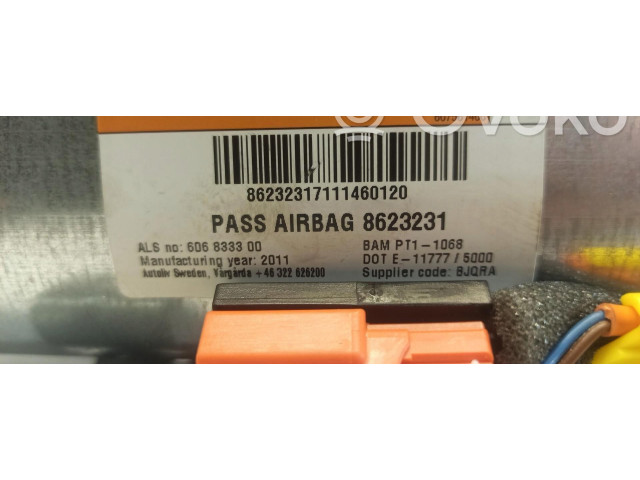 86232317111460120
PASS AIRBAG 8623231
ALS no: 606 8333 00 BAM PT1-1068
Manufacturing year: 2011 DOT E-11777 / 5000
Autoliv Sweden, Vårgårda +46 322 626200 Supplier code: BJQRA